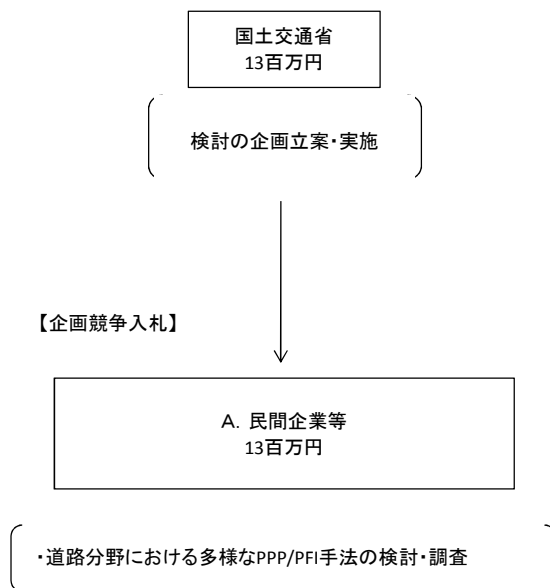 国土交通省
13百万円
検討の企画立案・実施
【企画競争入札】
A. 民間企業等
13百万円
・道路分野における多様なPPP/PFI手法の検討・調査